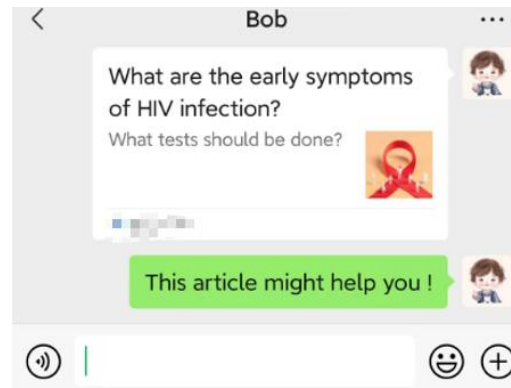 Bob
What are the early symptoms
of HIV infection?
What tests should be done?
This article might help you !